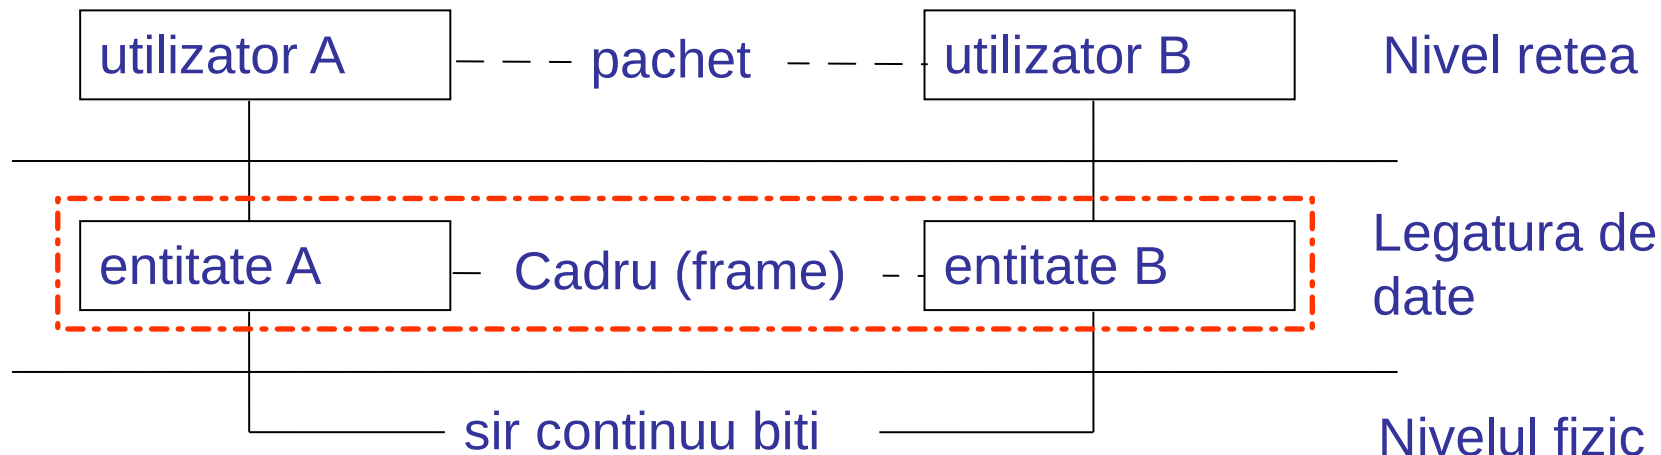 utilizator A
pachet
utilizator B
Nivel retea
entitate A
Cadru (frame)
entitate B
Legatura de
date
sir continuu biti
Nivelul fizic